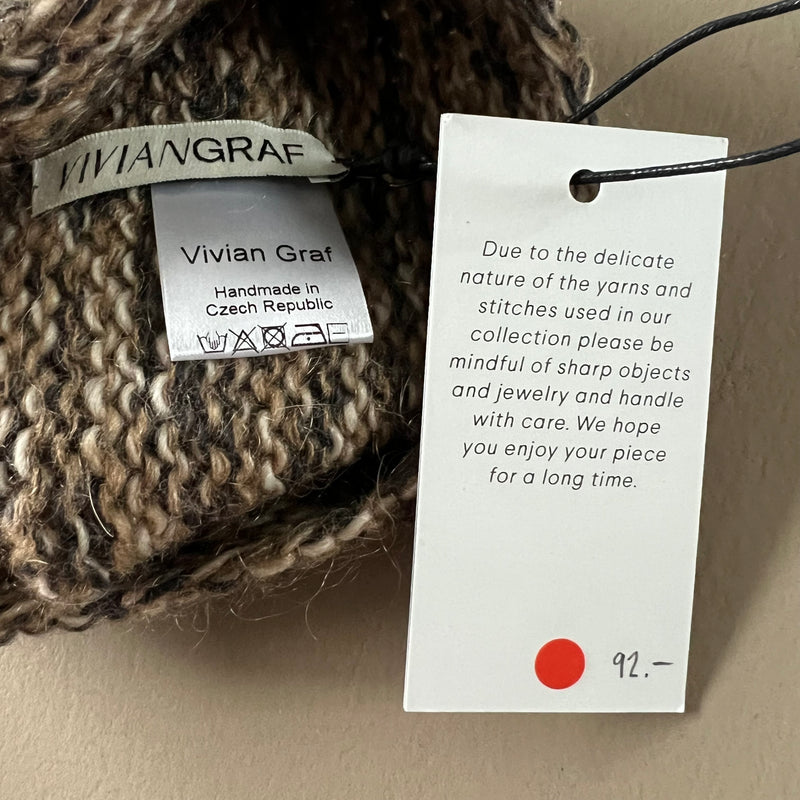 VIVIANGRAF
Vivian Graf
Handmade in
Czech Republic
Due to the delicate
nature of the yarns and
stitches used in our
collection please be
mindful of sharp objects
and jewelry and handle
with care. We hope
you enjoy your piece
for a long time.
92.-